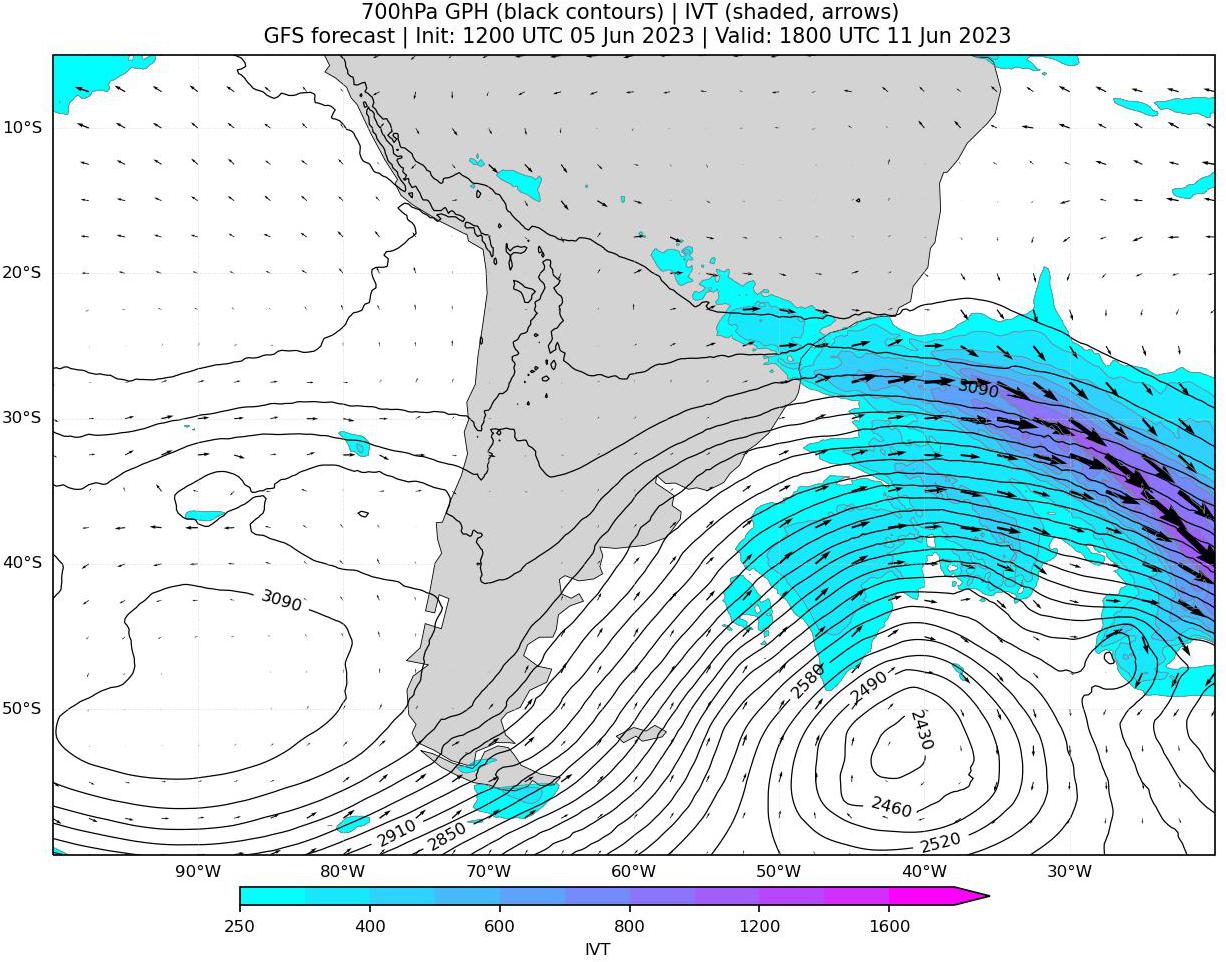 700hPa GPH (black contours) | IVT (shaded, arrows)
GFS forecast | Init: 1200 UTC 05 Jun 2023 | Valid: 1800 UTC 11 Jun 2023
10°S
20°S
30°S
40°S
50°S
3090
3090
2580
2490
2430
2460
2520
2910
2850
90°W
80°W
70°W
60°W
50°W
40°W
30°W
250
400
600
800
1200
1600
IVT